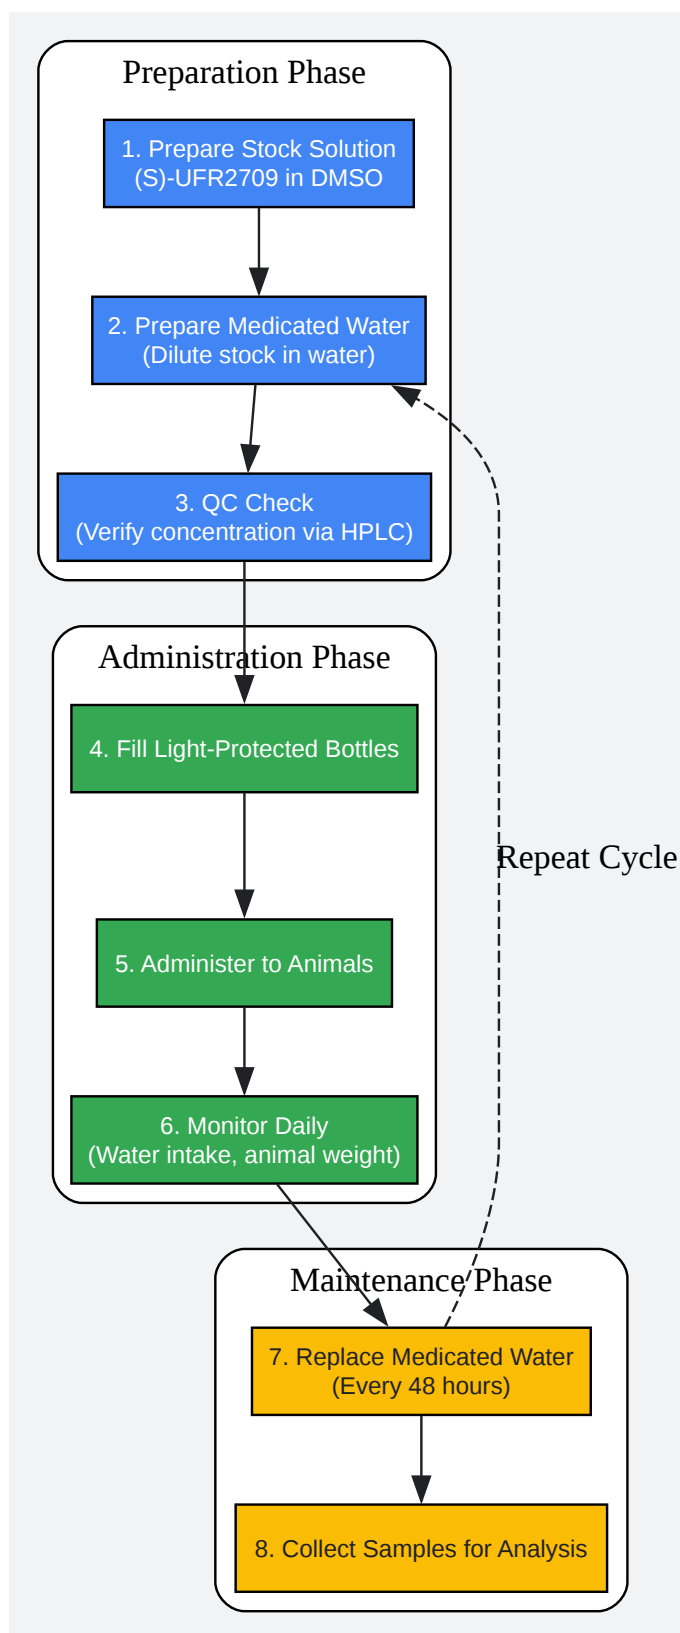 Preparation Phase
1. Prepare Stock Solution
(S)-UFR2709 in DMSO
2. Prepare Medicated Water
(Dilute stock in water)
3. QC Check
(Verify concentration via HPLC)
Administration Phase
4. Fill Light-Protected Bottles
Repeat Cycle
5. Administer to Animals
6. Monitor Daily
(Water intake, animal weight)
Maintenance Phase
7. Replace Medicated Water
(Every 48 hours)
8. Collect Samples for Analysis